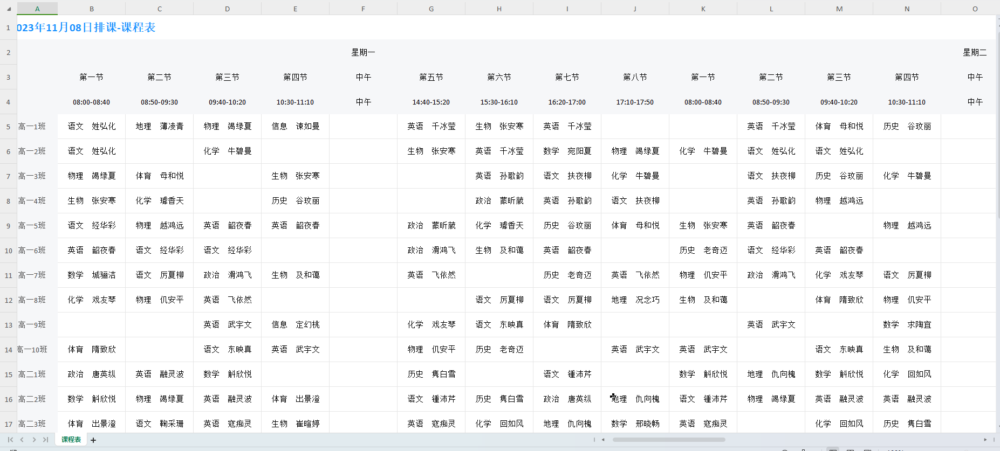 A B C D E F G H I J K L M N O
1 023年11月08日排课-课程表
2 星期一 星期二
3 第一节 第二节 第三节 第四节 中午 第五节 第六节 第七节 第八节 第一节 第二节 第三节 第四节 中午
4 08:00-08:40 08:50-09:30 09:40-10:20 10:30-11:10 中午 14:40-15:20 15:30-16:10 16:20-17:00 17:10-17:50 08:00-08:40 08:50-09:30 09:40-10:20 10:30-11:10 中午
5 高一1班 语文 姓弘化 地理 薄凌青 物理 竭绿夏 信息 谏如曼 英语 千冰莹 生物 张安寒 英语 千冰莹 英语 千冰莹 体育 母和悦 历史 谷玟丽
6 高一2班 语文 姓弘化 化学 牛碧曼 生物 张安寒 英语 千冰莹 数学 宛阳夏 物理 竭绿夏 化学 牛碧曼 语文 姓弘化 语文 姓弘化
7 高一3班 物理 竭绿夏 体育 母和悦 生物 张安寒 英语 孙歌韵 语文 扶夜柳 化学 牛碧曼 语文 扶夜柳 历史 谷玟丽 化学 牛碧曼
8 高一4班 生物 张安寒 化学 璩香天 历史 谷玟丽 政治 蒙昕葳 英语 孙歌韵 语文 扶夜柳 英语 孙歌韵 物理 越鸿远
9 高一5班 语文 经华彩 物理 越鸿远 英语 韶夜春 英语 韶夜春 政治 蒙昕葳 化学 璩香天 历史 谷玟丽 体育 母和悦 生物 张安寒 英语 韶夜春 物理 越鸿远
10 高一6班 英语 韶夜春 语文 经华彩 语文 经华彩 政治 滑鸿飞 生物 及和蔼 英语 韶夜春 历史 老奇迈 语文 经华彩 英语 韶夜春
11 高一7班 数学 城骊洁 语文 厉夏柳 政治 滑鸿飞 生物 及和蔼 英语 飞依然 历史 老奇迈 英语 飞依然 物理 仉安平 政治 滑鸿飞 化学 戏友琴 语文 厉夏柳
12 高一8班 化学 戏友琴 物理 仉安平 英语 飞依然 语文 厉夏柳 语文 厉夏柳 地理 况念巧 生物 及和蔼 体育 隋致欣 物理 仉安平
13 高一9班 英语 武宇文 信息 定幻桃 化学 戏友琴 语文 东映真 体育 隋致欣 英语 武宇文 数学 求陶宜
14 高一10班 体育 隋致欣 语文 东映真 英语 武宇文 物理 仉安平 历史 老奇迈 英语 武宇文 英语 武宇文 语文 东映真 生物 及和蔼
15 高二1班 政治 唐英纵 英语 融灵波 数学 斛欣悦 历史 隽白雪 语文 锺沛芹 数学 斛欣悦 地理 仇向槐 数学 斛欣悦 化学 回如风
16 高二2班 数学 斛欣悦 物理 竭绿夏 英语 融灵波 体育 出景澄 语文 锺沛芹 历史 隽白雪 政治 唐英纵 地理 仇向槐 语文 锺沛芹 物理 竭绿夏 英语 融灵波 英语 融灵波
17 高二3班 体育 出景澄 语文 鞠采珊 英语 寇痴灵 生物 崔暄婷 英语 寇痴灵 化学 回如风 地理 仇向槐 数学 邢晓畅 英语 寇痴灵 化学 回如风 历史 隽白雪
课程表